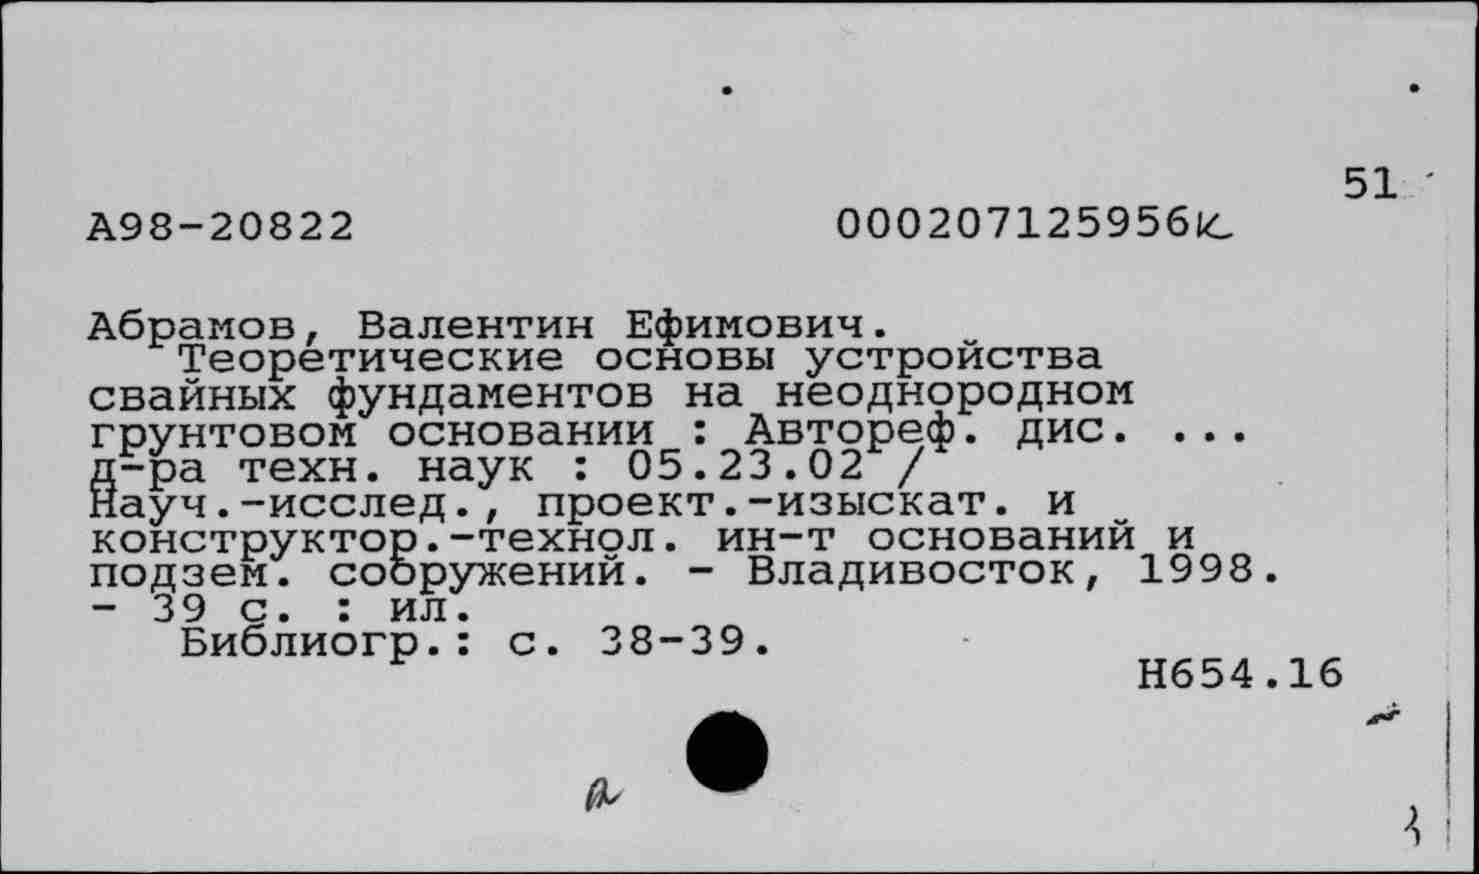 51
А98-20822 0002071259561с
Абрамов, Валентин Ефимович.
Теоретические основы устройства
свайных фундаментов на неоднородном
грунтовом основании : Автореф. дис. ...
д-ра техн. наук : 05.23.02 /
Науч.-исслед., проект.-изыскат. и
конструктор.-технол. ин-т оснований и
подзем. сооружений. - Владивосток, 1998.
- 39 с. : ил.
Библиогр.: с. 38-39.
Н654.16